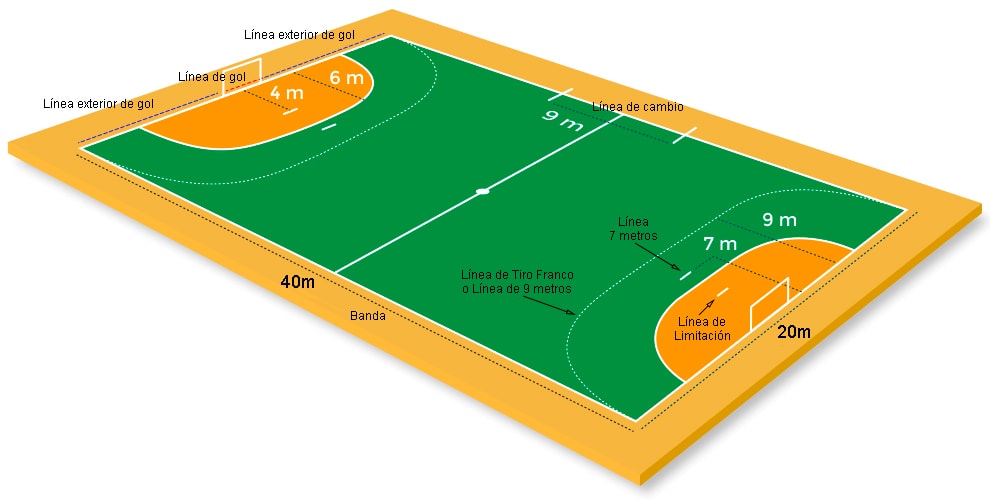 Línea exterior de gol
Línea de gol
6 m
4 m
Línea exterior de gol
Línea de cambio
9 m
Línea
7 metros
9 m
7 m
Línea de Tiro Franco
o Línea de 9 metros
40m
Banda
Línea de
Limitación
20m